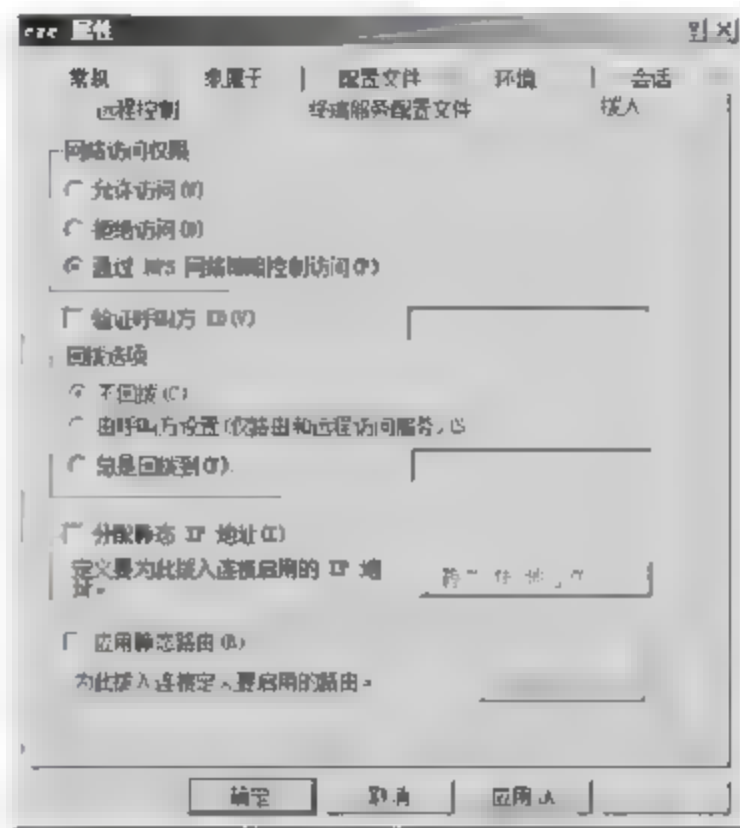 属性
常规 隶属于 配置文件 环境 会话
远程控制 终端服务配置文件 拨入
网络访问权限
允许访问(W)
拒绝访问(D)
通过 NPS 网络策略控制访问(P)
验证呼叫方 ID(V)
回拨选项
不回拨(C)
由呼叫方设置(仅路由和远程访问服务)(S)
总是回拨到(Y)
分配静态 IP 地址(I)
定义要为此拨入连接启用的 IP 地
址。
应用静态路由(R)
为此拨入连接定义要启用的路由。
确定 取消 应用(A)